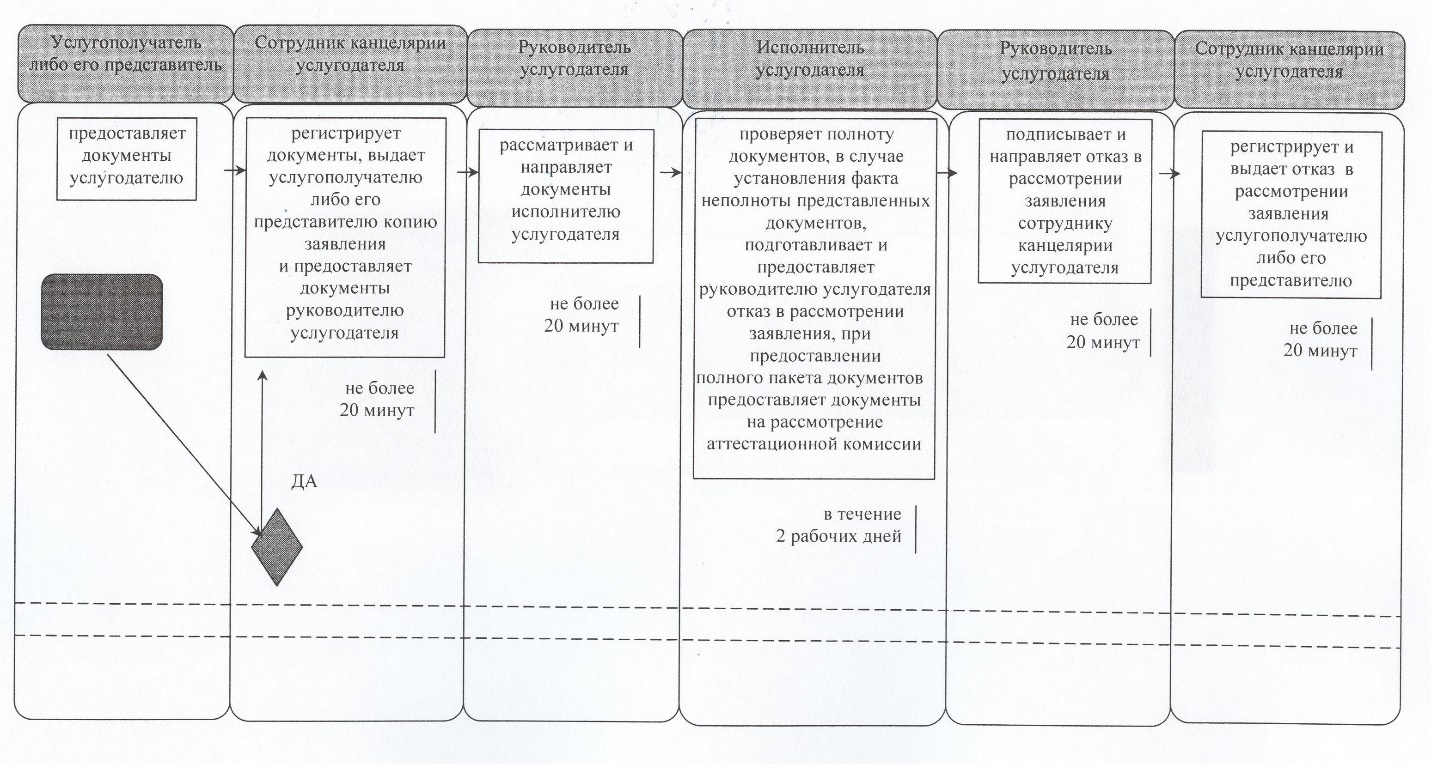 Услугополучатель
либо его представитель
Сотрудник канцелярии
услугодателя
Руководитель
услугодателя
Исполнитель
услугодателя
Руководитель
услугодателя
Сотрудник канцелярии
услугодателя
предоставляет
документы
услугодателю
регистрирует
документы, выдает
услугополучателю
либо его
представителю копию
заявления
и предоставляет
документы
руководителю
услугодателя
не более
20 минут
ДА
рассматривает и
направляет
документы
исполнителю
услугодателя
не более
20 минут
проверяет полноту
документов, в случае
установления факта
неполноты представленных
документов,
подготавливает и
предоставляет
руководителю услугодателя
отказ в рассмотрении
заявления, при
предоставлении
полного пакета документов
предоставляет документы
на рассмотрение
аттестационной комиссии
в течение
2 рабочих дней
подписывает и
направляет отказ в
рассмотрении
заявления
сотруднику
канцелярии
услугодателя
не более
20 минут
регистрирует и
выдает отказ в
рассмотрении
заявления
услугополучателю
либо его
представителю
не более
20 минут